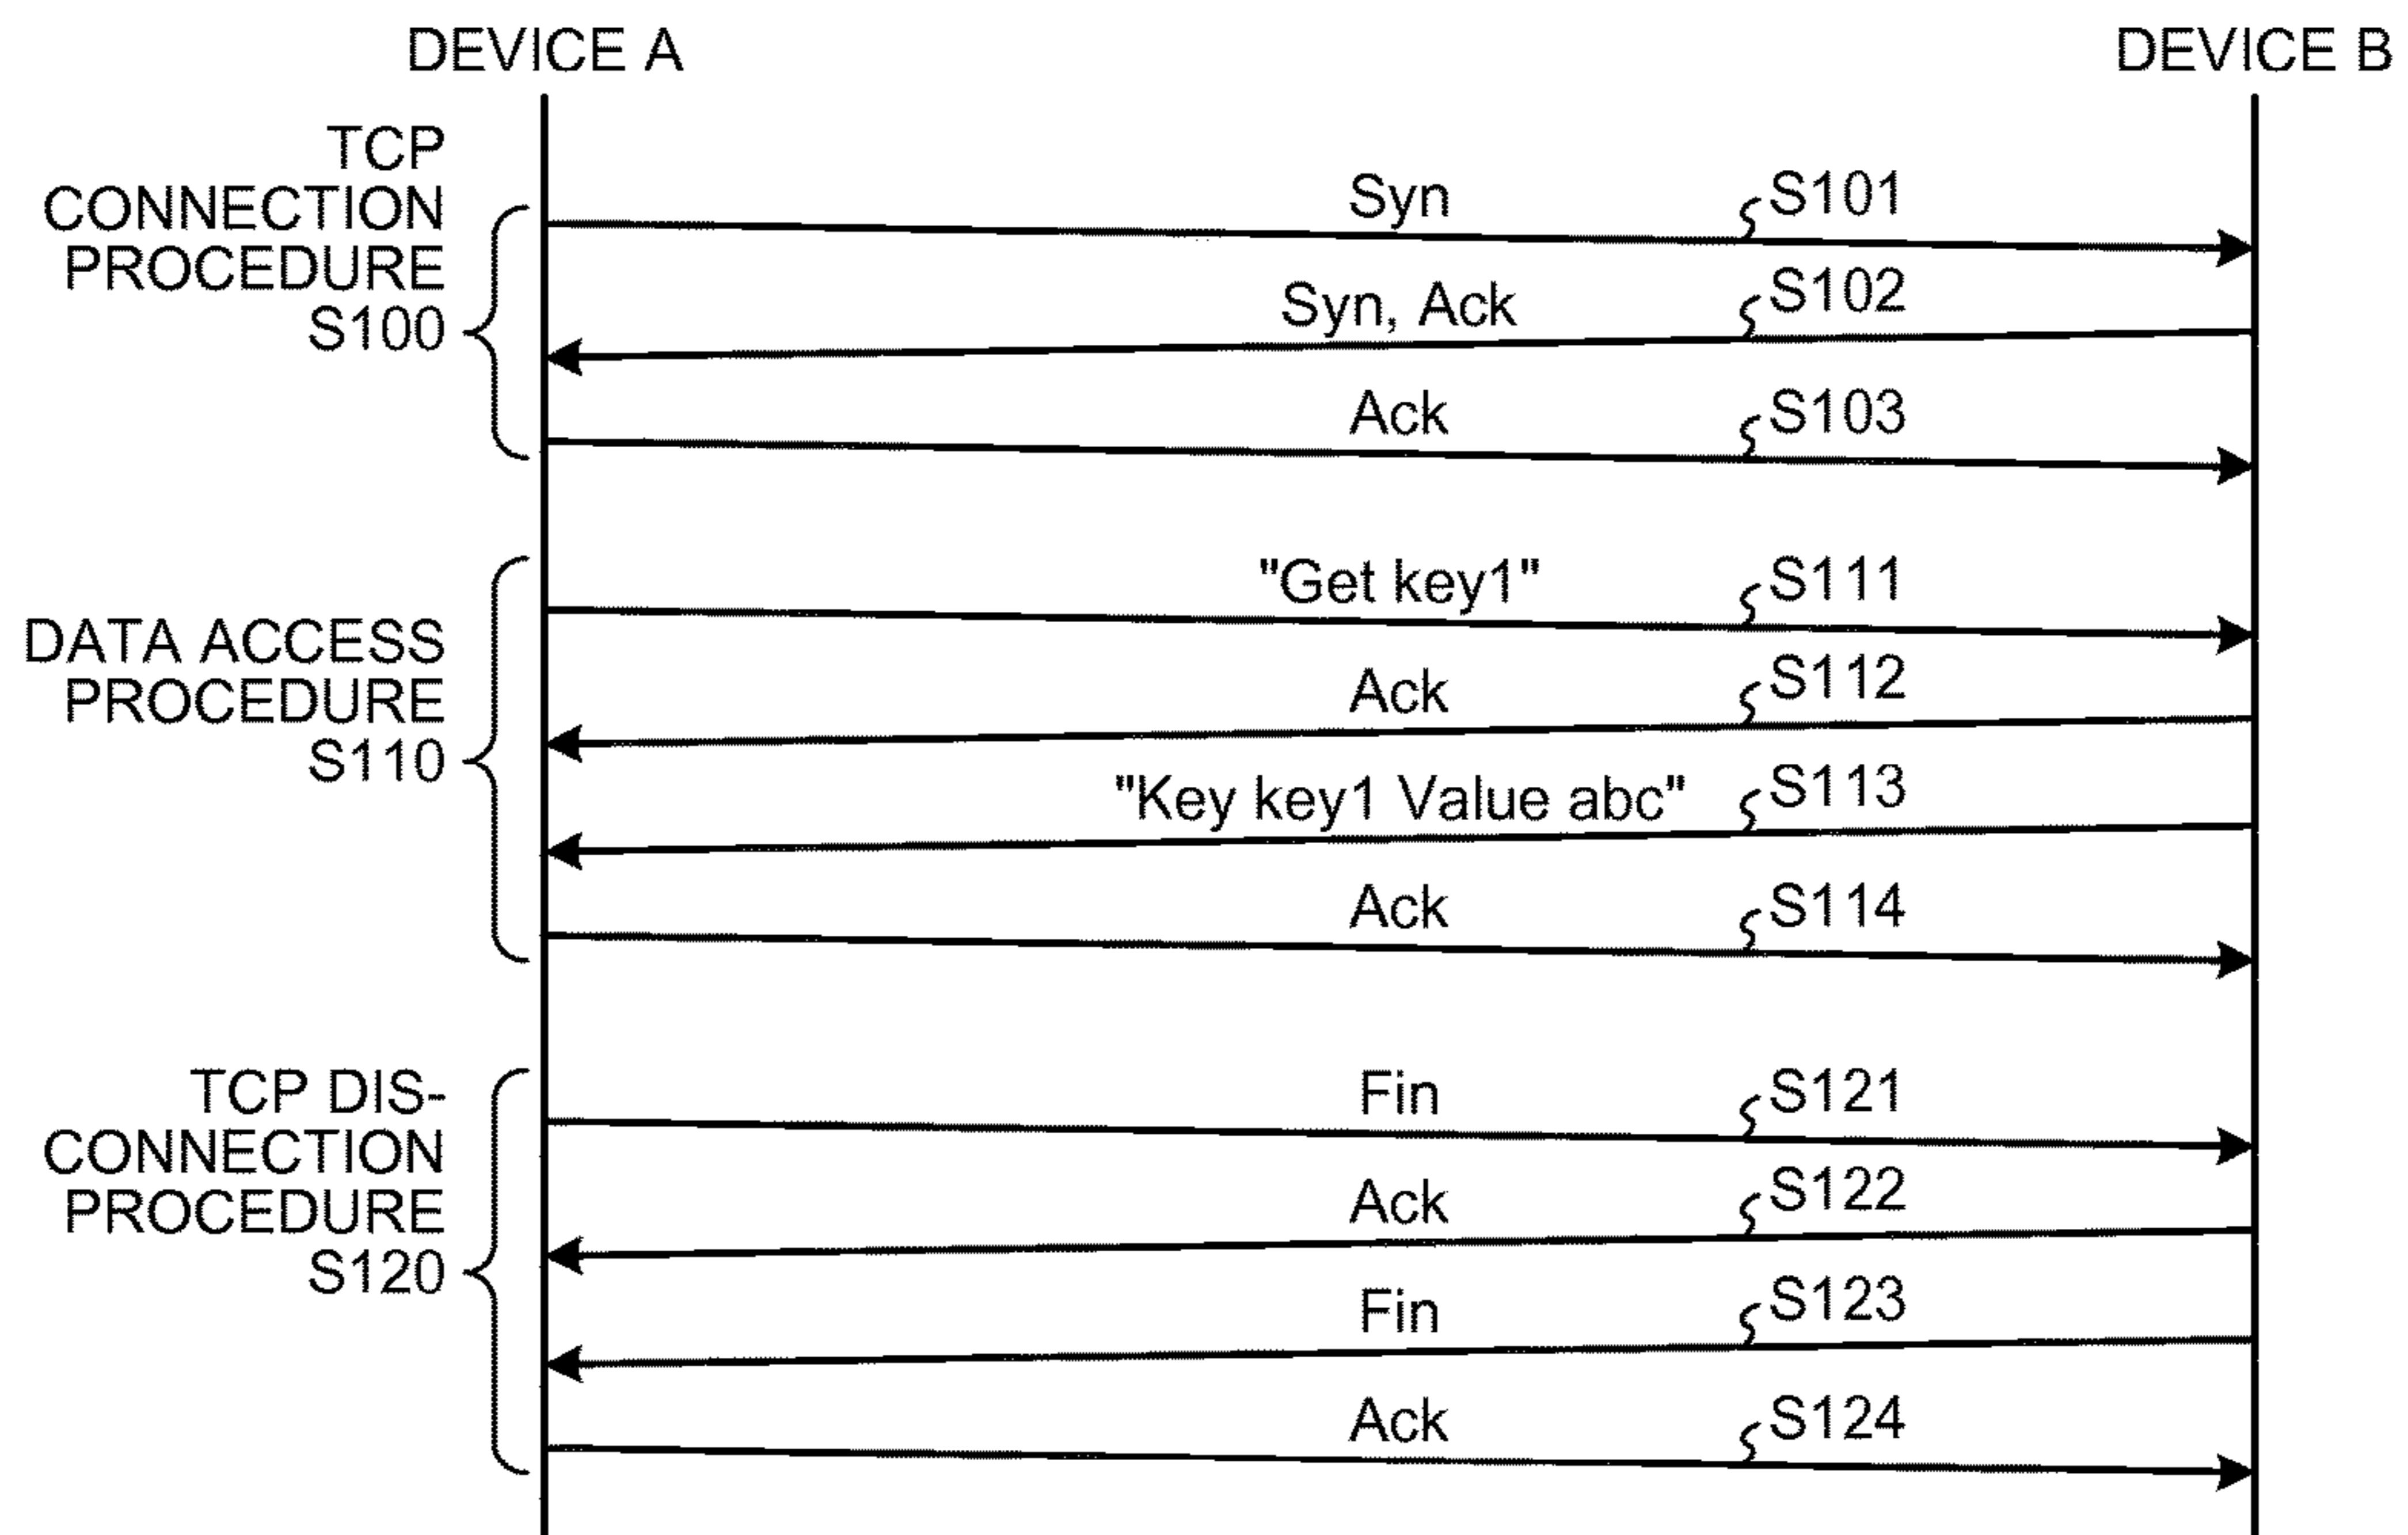 DEVICE A
DEVICE B
TCP
CONNECTION
PROCEDURE
S100
Syn
S101
Syn, Ack
S102
Ack
S103
DATA ACCESS
PROCEDURE
S110
"Get key1"
S111
Ack
S112
"Key key1 Value abc"
S113
Ack
S114
TCP DIS-
CONNECTION
PROCEDURE
S120
Fin
S121
Ack
S122
Fin
S123
Ack
S124